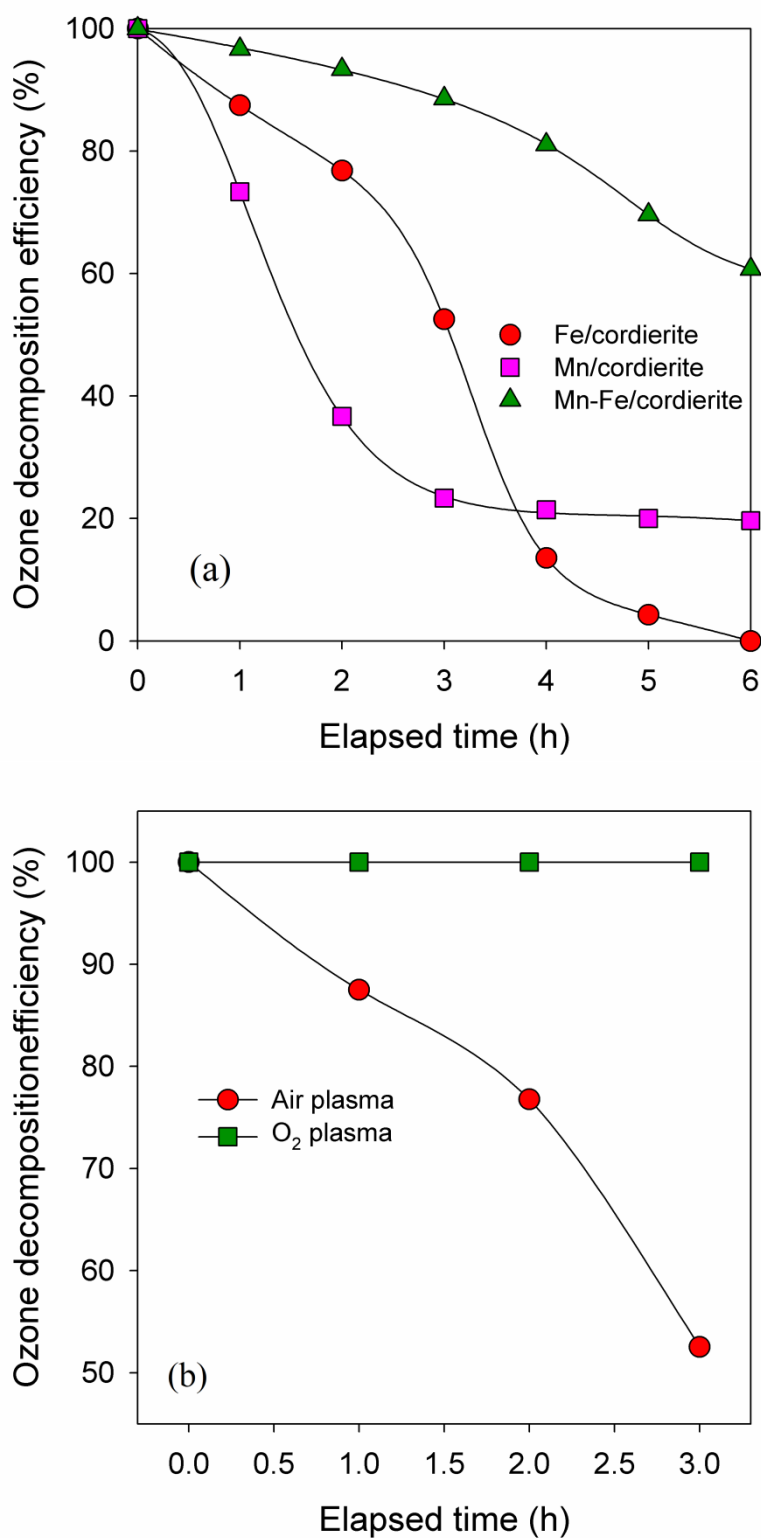 100
80
60
40
20
0
Ozone decomposition efficiency (%)
Fe/cordierite
Mn/cordierite
Mn-Fe/cordierite
(a)
0 1 2 3 4 5 6
Elapsed time (h)
100
90
80
70
60
50
Ozone decompositionefficiency (%)
Air plasma
O₂ plasma
(b)
0.0 0.5 1.0 1.5 2.0 2.5 3.0
Elapsed time (h)